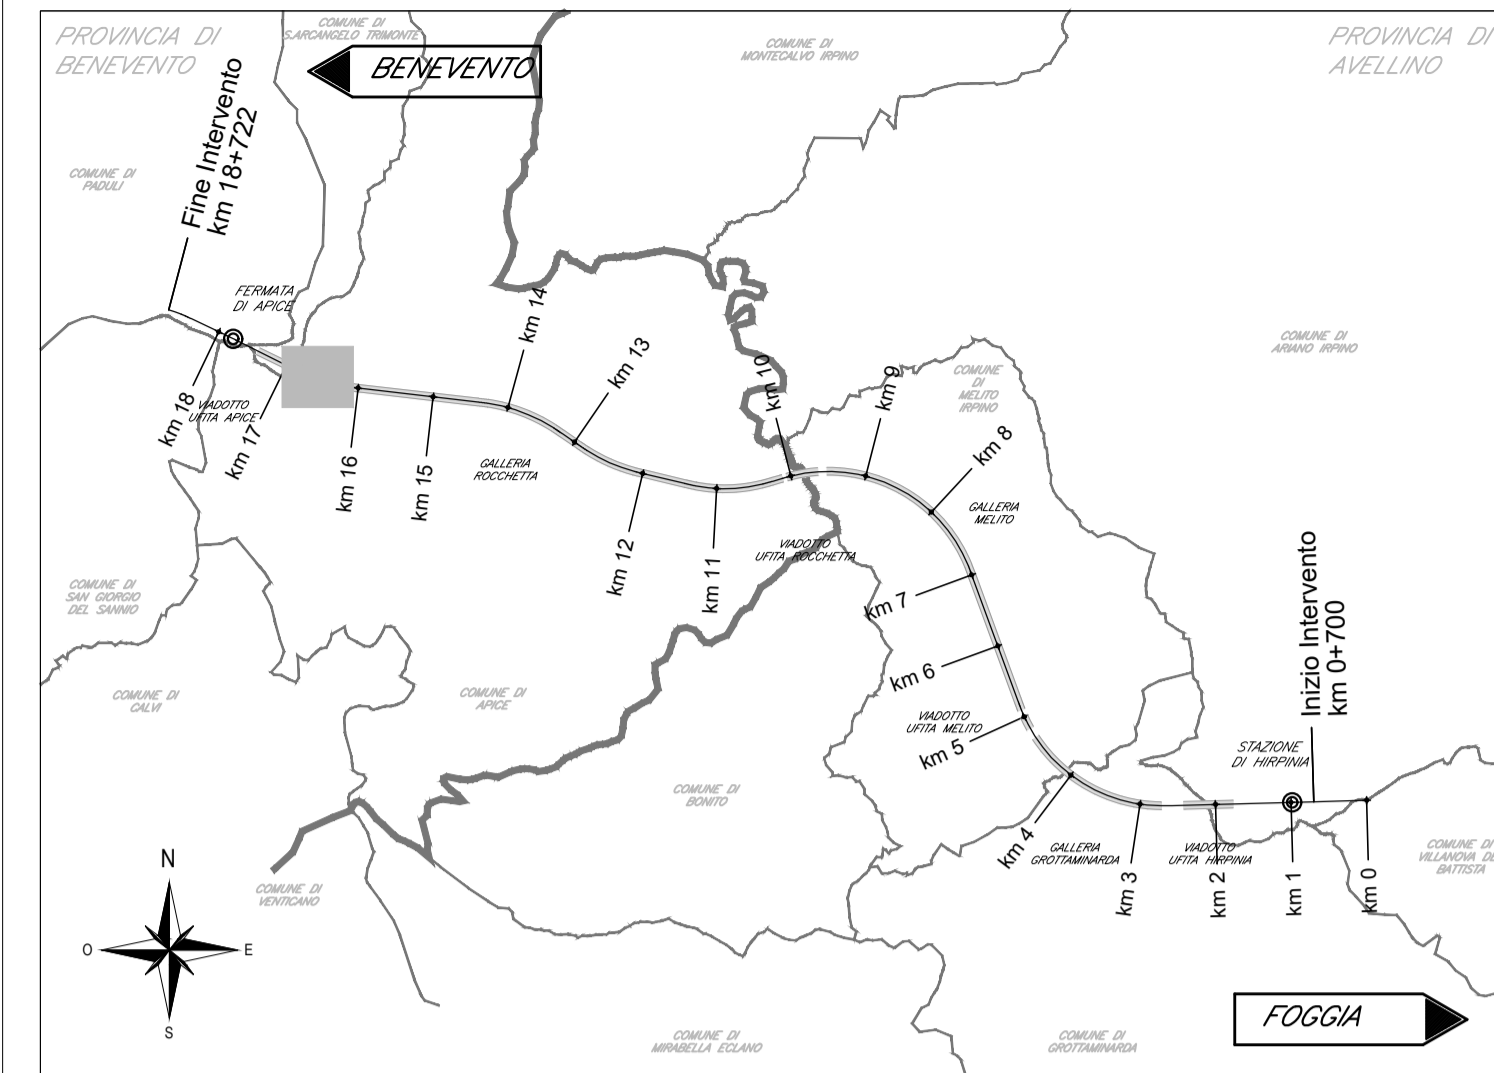 PROVINCIA DI
BENEVENTO
COMUNE DI
S.ARCANGELO TRIMONTE
BENEVENTO
COMUNE DI
MONTECALVO IRPINO
PROVINCIA DI
AVELLINO
Fine Intervento
km 18+722
COMUNE DI
PADULI
FERMATA
DI APICE
km 14
km 13
km 10
km 9
COMUNE DI
ARIANO IRPINO
COMUNE
DI
MELITO
IRPINO
km 18
VIADOTTO
UFITA APICE
km 17
km 16
km 15
GALLERIA
ROCCHETTA
km 8
GALLERIA
MELITO
km 12
km 11
VIADOTTO
UFITA ROCCHETTA
km 7
COMUNE DI
SAN GIORGIO
DEL SANNIO
Inizio Intervento
km 0+700
km 6
COMUNE DI
CALVI
COMUNE DI
APICE
VIADOTTO
UFITA MELITO
km 5
STAZIONE
DI HIRPINIA
COMUNE DI
BONITO
km 4
GALLERIA
GROTTAMINARDA
km 3
VIADOTTO
UFITA HIRPINIA
km 2
km 1
km 0
COMUNE DI
VILLANOVA DE
BATTISTA
N
COMUNE DI
VENTICANO
O
E
S
FOGGIA
COMUNE DI
MIRABELLA ECLANO
COMUNE DI
GROTTAMINARDA